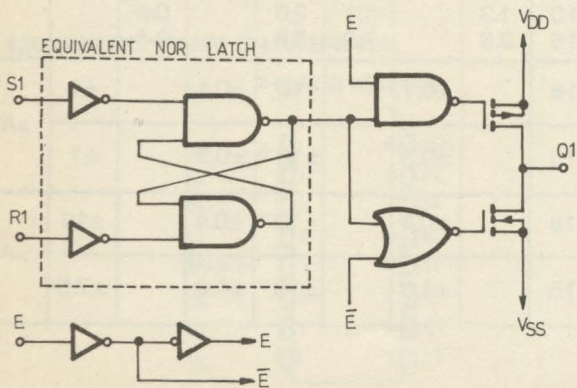 E
V_DD
EQUIVALENT NOR LATCH
S1
Q1
R1
E
E
E̅
E̅
V_SS